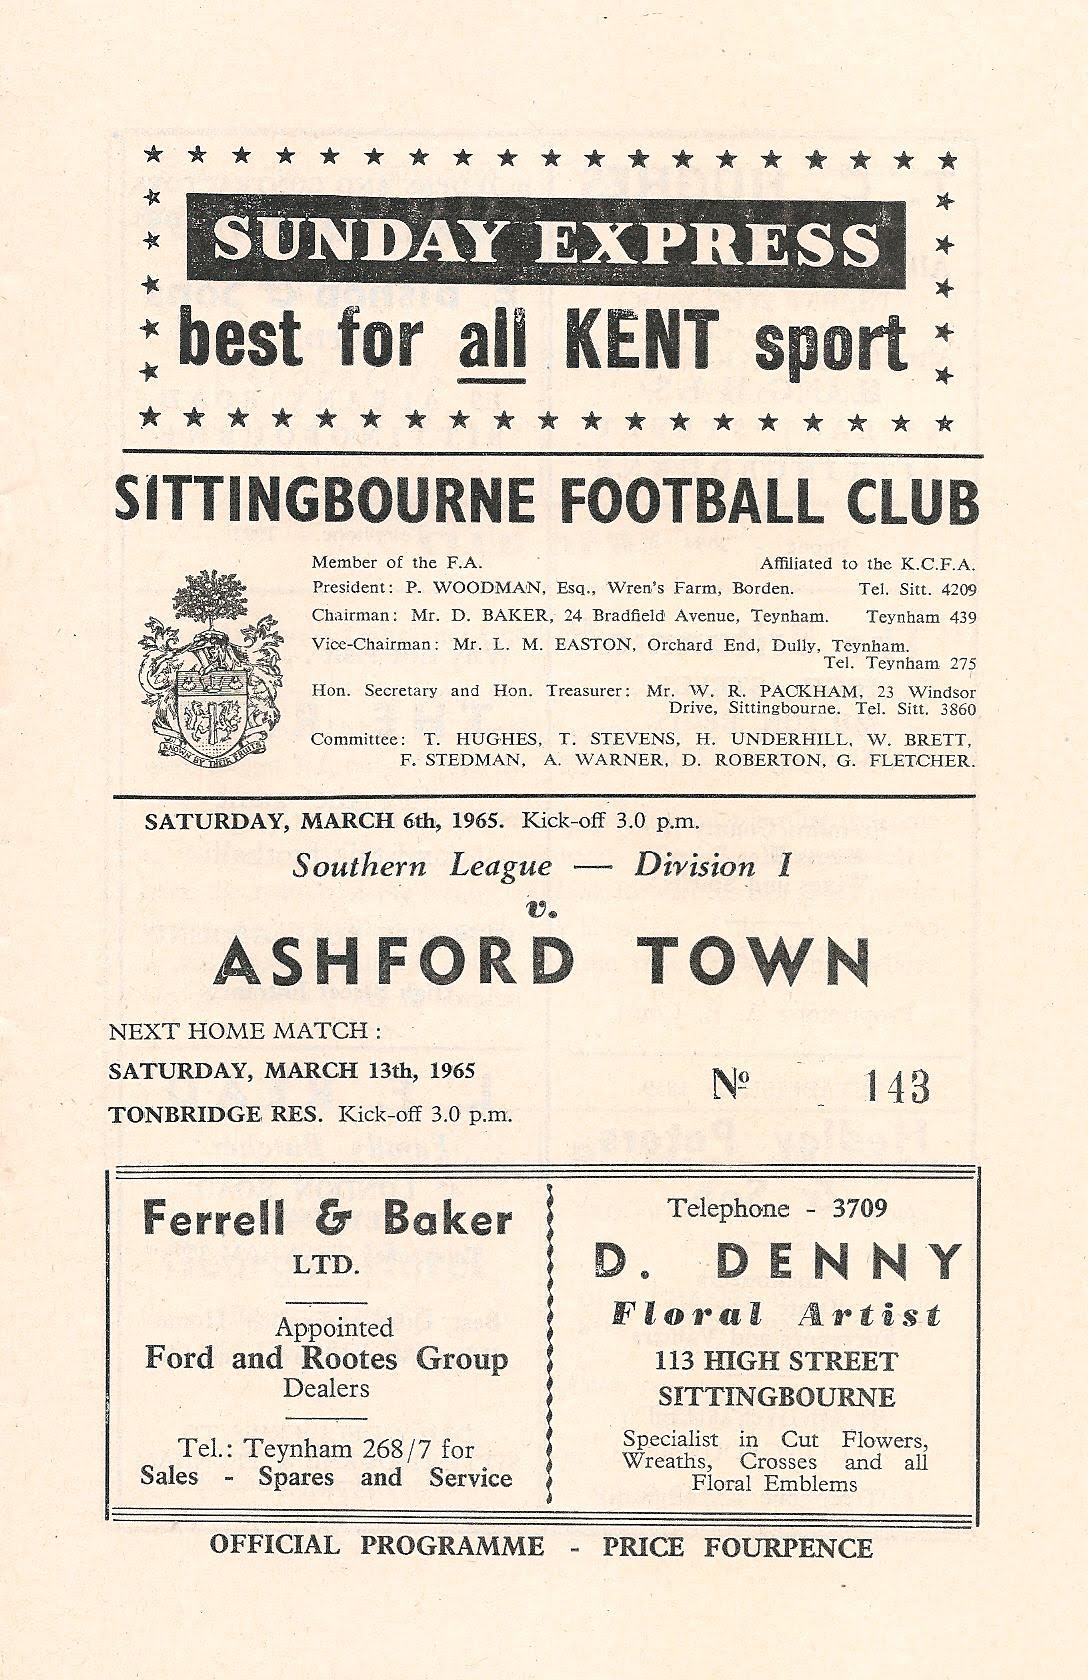 SUNDAY EXPRESS
best for all KENT sport
SITTINGBOURNE FOOTBALL CLUB
Member of the F.A. Affiliated to the K.C.F.A.
President: P. WOODMAN, Esq., Wren's Farm, Borden. Tel. Sitt. 4209
Chairman: Mr. D. BAKER, 24 Bradfield Avenue, Teynham. Teynham 439
Vice-Chairman: Mr. L. M. EASTON, Orchard End, Dully, Teynham.
Tel. Teynham 275
Hon. Secretary and Hon. Treasurer: Mr. W. R. PACKHAM, 23 Windsor
Drive, Sittingbourne. Tel. Sitt. 3860
Committee: T. HUGHES, T. STEVENS, H. UNDERHILL, W. BRETT,
F. STEDMAN, A. WARNER, D. ROBERTON, G. FLETCHER.
KNOWN BY THEIR FRUITS
SATURDAY, MARCH 6th, 1965. Kick-off 3.0 p.m.
Southern League — Division I
v.
ASHFORD TOWN
NEXT HOME MATCH :
SATURDAY, MARCH 13th, 1965
TONBRIDGE RES. Kick-off 3.0 p.m.
Nº 143
Ferrell & Baker
LTD.
Appointed
Ford and Rootes Group
Dealers
Tel.: Teynham 268/7 for
Sales - Spares and Service
Telephone - 3709
D. DENNY
Floral Artist
113 HIGH STREET
SITTINGBOURNE
Specialist in Cut Flowers,
Wreaths, Crosses and all
Floral Emblems
OFFICIAL PROGRAMME - PRICE FOURPENCE